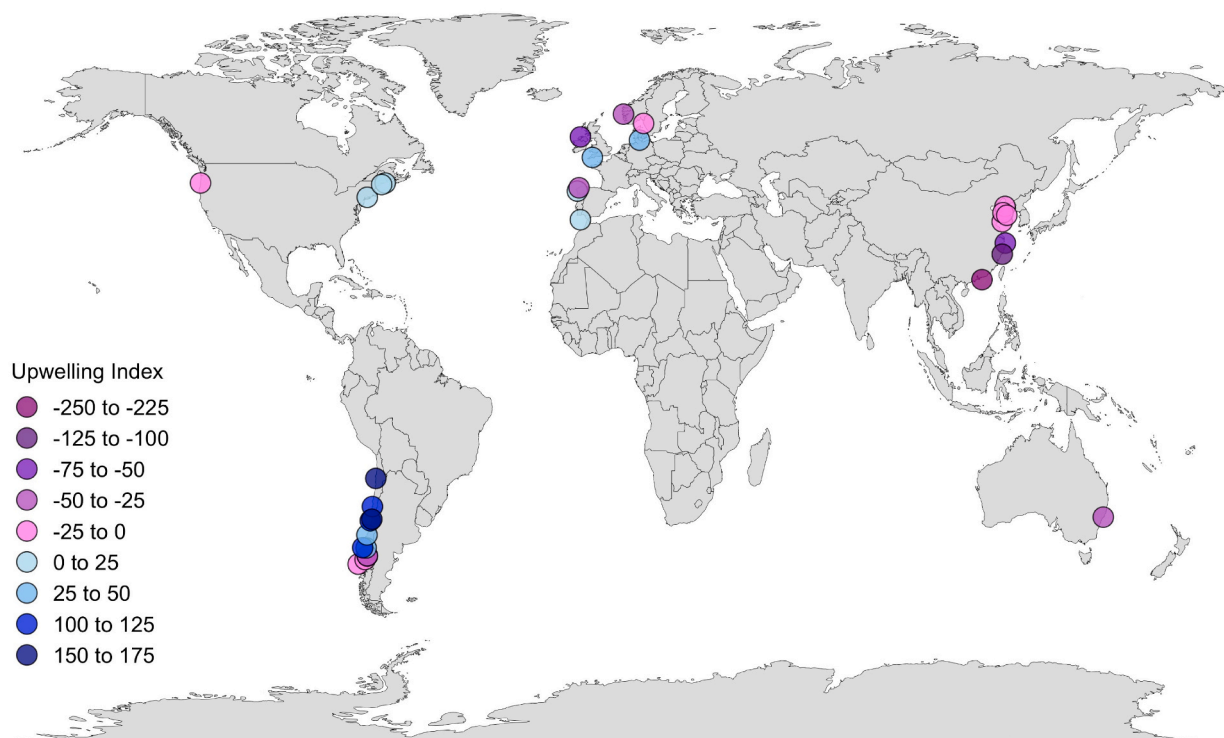 Upwelling Index
-250 to -225
-125 to -100
-75 to -50
-50 to -25
-25 to 0
0 to 25
25 to 50
100 to 125
150 to 175